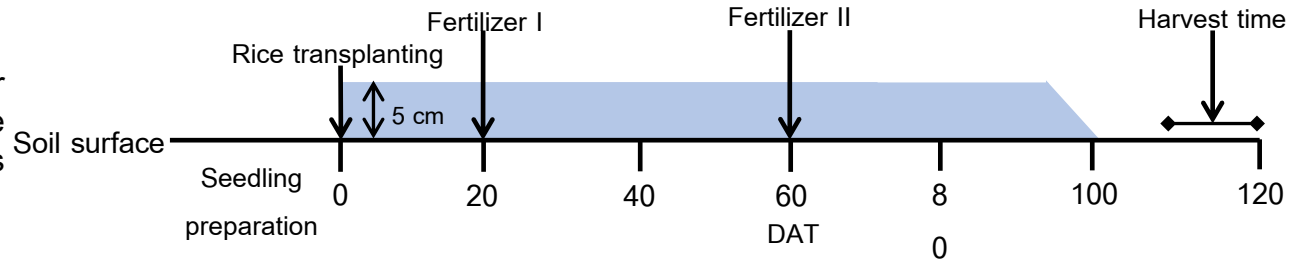 Fertilizer I
Fertilizer II
Harvest time
Rice transplanting
5 cm
r
e
s
Soil surface
Seedling
preparation
0
20
40
60
8
0
100
120
DAT